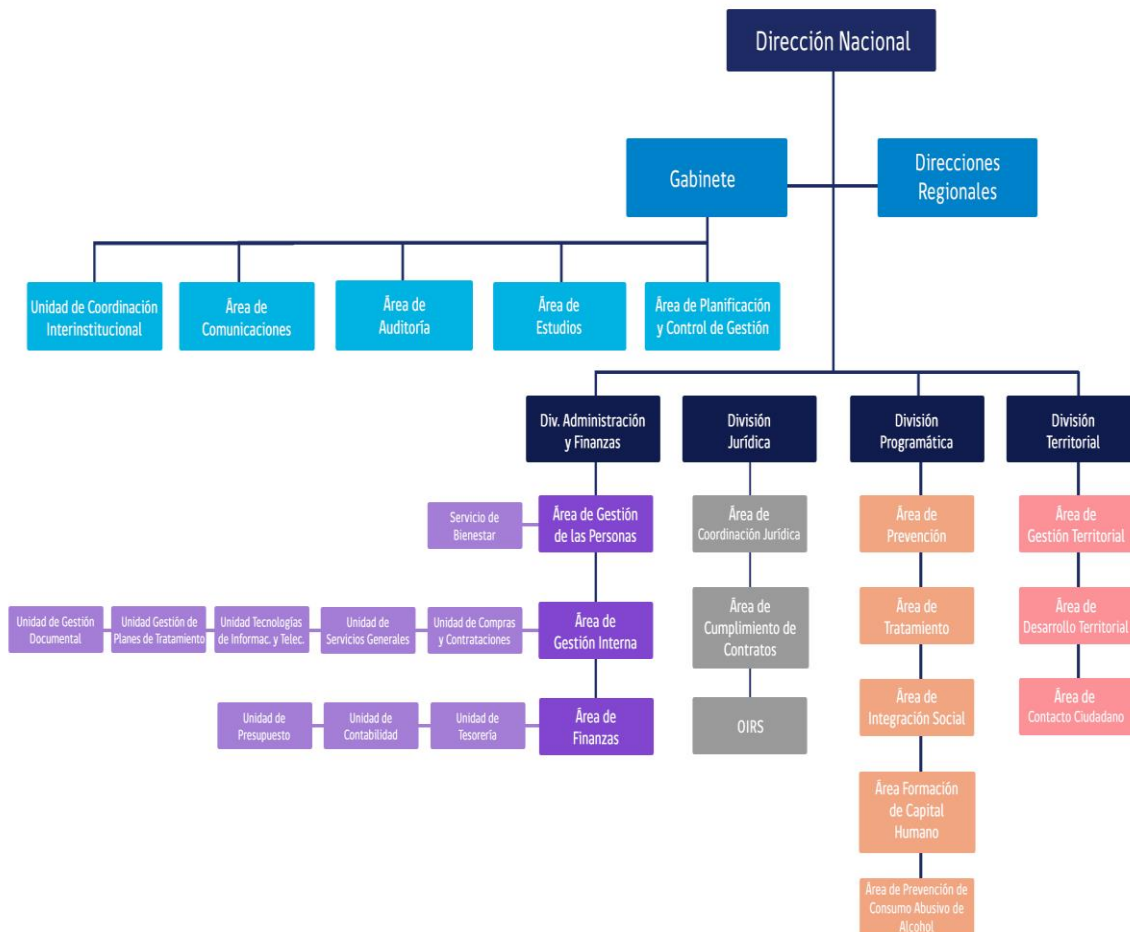 Dirección Nacional
Gabinete
Direcciones
Regionales
Unidad de Coordinación
Interinstitucional
Área de
Comunicaciones
Área de
Auditoría
Área de
Estudios
Área de Planificación
y Control de Gestión
Div. Administración
y Finanzas
División
Jurídica
División
Programática
División
Territorial
Servicio de
Bienestar
Área de Gestión
de las Personas
Área de
Coordinación Jurídica
Área de
Prevención
Área de
Gestión Territorial
Unidad de Gestión
Documental
Unidad Gestión de
Planes de Tratamiento
Unidad Tecnologías
de Informac. y Telec.
Unidad de
Servicios Generales
Unidad de Compras
y Contrataciones
Área de
Gestión Interna
Área de
Cumplimiento de
Contratos
Área de
Tratamiento
Área de
Desarrollo Territorial
Unidad de
Presupuesto
Unidad de
Contabilidad
Unidad de
Tesorería
Área de
Finanzas
OIRS
Área de
Integración Social
Área de
Contacto Ciudadano
Área Formación
de Capital
Humano
Área de Prevención de
Consumo Abusivo de
Alcohol